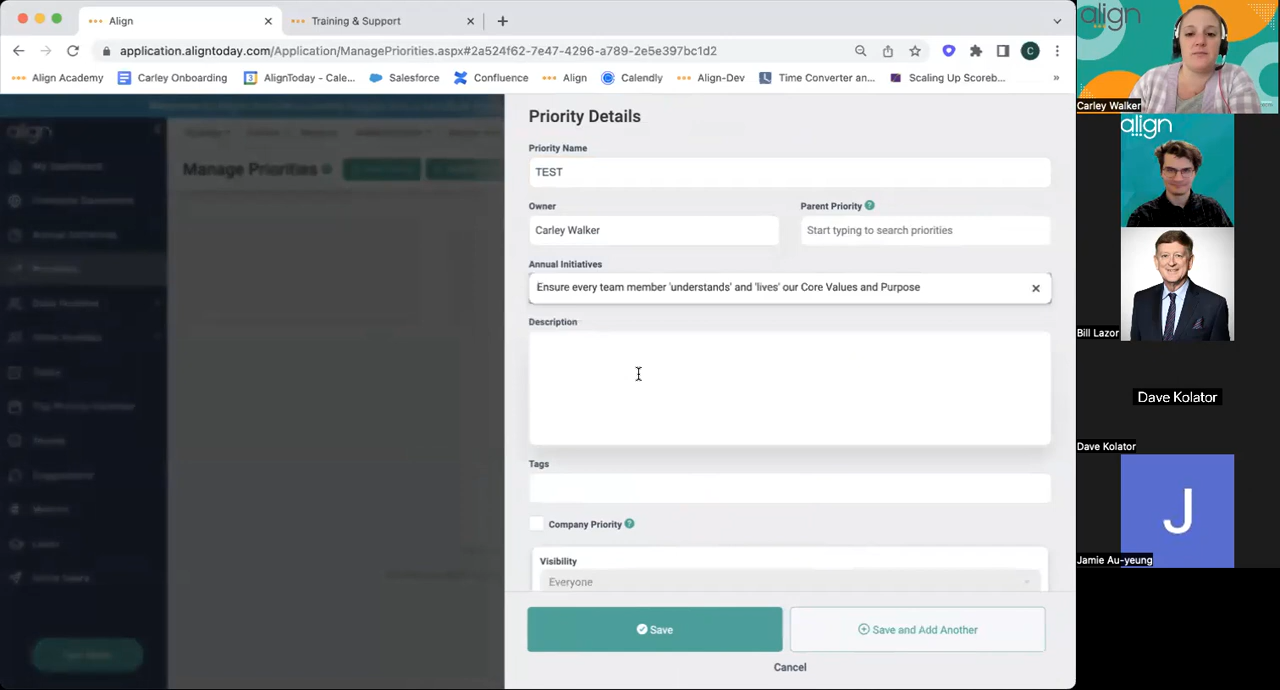 Align
Training & Support
application.aligntoday.com/Application/ManagePriorities.aspx#2a524f62-7e47-4296-a789-2e5e397bc1d2
C
Align Academy
Carley Onboarding
AlignToday - Cale...
Salesforce
Confluence
Align
Calendly
Align-Dev
Time Converter an...
Scaling Up Scoreb...
»
align
Manage Priorities
Priority Details
Priority Name
TEST
Owner
Parent Priority
Carley Walker
Start typing to search priorities
Annual Initiatives
Ensure every team member 'understands' and 'lives' our Core Values and Purpose
Description
Tags
Company Priority
Visibility
Everyone
Save
Save and Add Another
Cancel
align
Carley Walker
align
Bill Lazor
Dave Kolator
Dave Kolator
J
Jamie Au-yeung